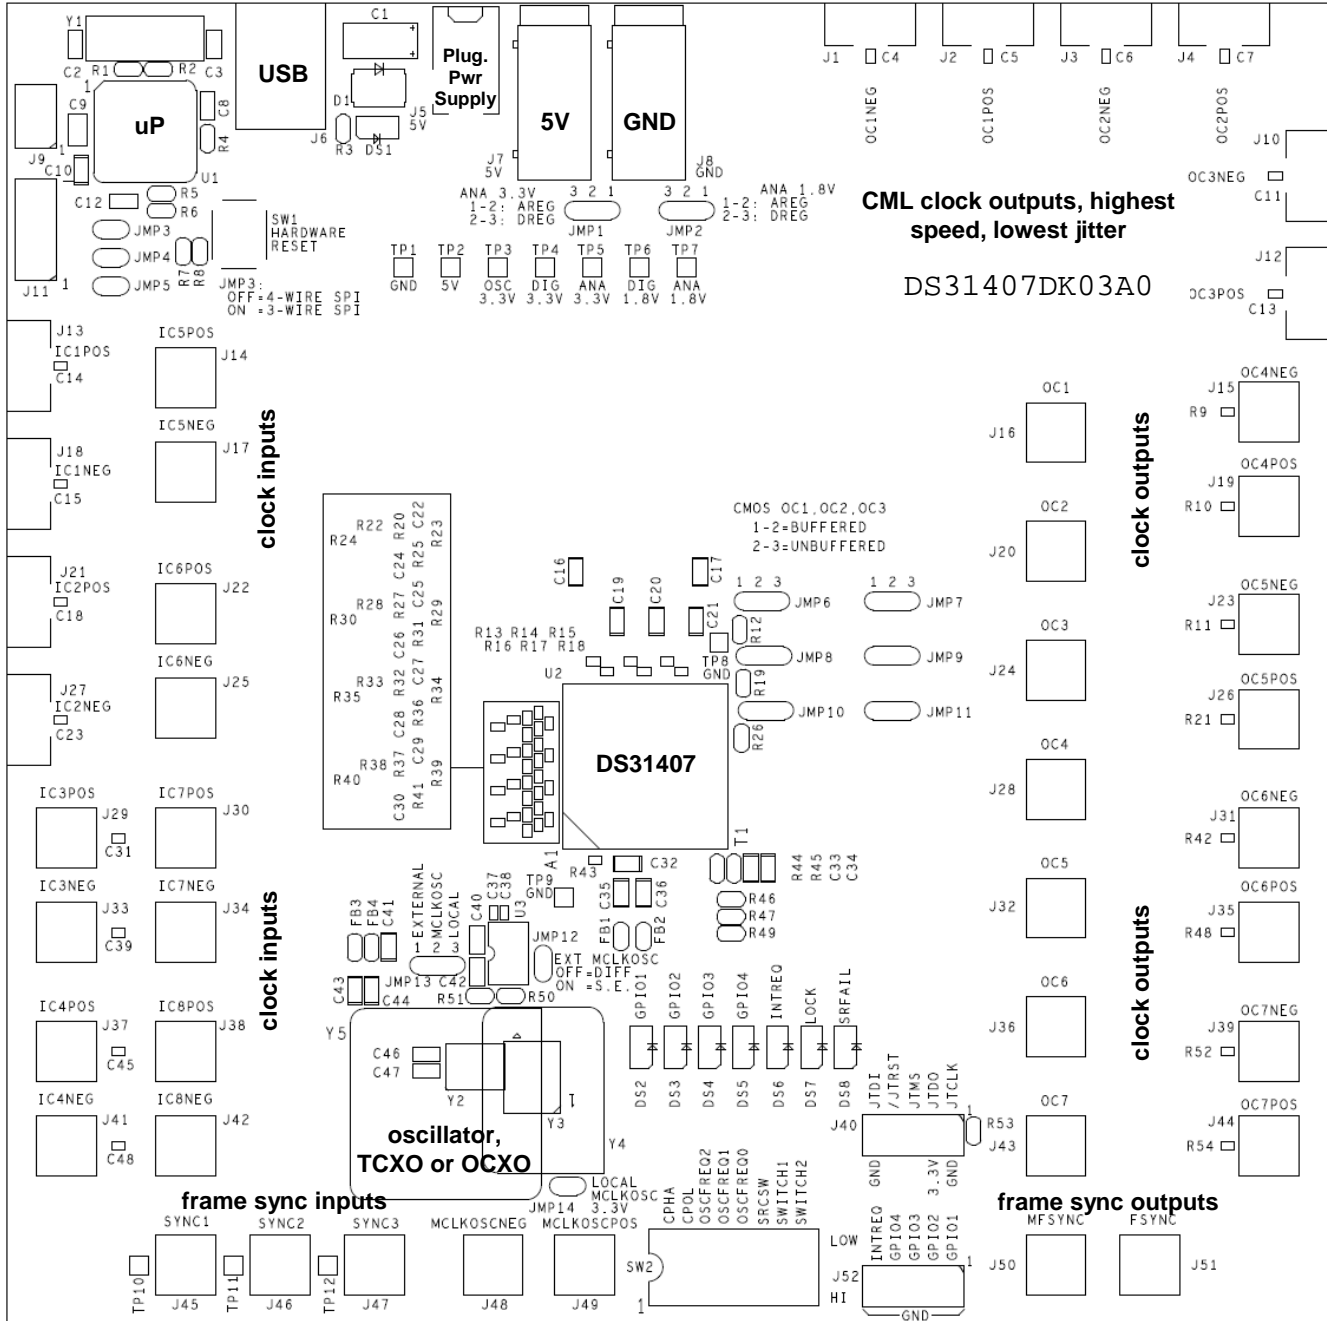 Y1
C2
R1
R2
C3
1
uP
C9
C8
R4
J9
1
C10
U1
C12
R5
R6
JMP3
JMP4
JMP5
R7
R8
J11
1
USB
C1
D1
J6
R3
DS1
J5
5V
Plug.
Pwr
Supply
5V
GND
J7
5V
J8
GND
SW1
HARDWARE
RESET
JMP3:
OFF=4-WIRE SPI
ON =3-WIRE SPI
ANA 3.3V
1-2: AREG
2-3: DREG
3 2 1
JMP1
3 2 1
JMP2
ANA 1.8V
1-2: AREG
2-3: DREG
TP1
GND
TP2
5V
TP3
OSC
3.3V
TP4
DIG
3.3V
TP5
ANA
3.3V
TP6
DIG
1.8V
TP7
ANA
1.8V
J1
C4
OC1NEG
J2
C5
OC1POS
J3
C6
OC2NEG
J4
C7
OC2POS
J10
OC3NEG
C11
J12
OC3POS
C13
CML clock outputs, highest
speed, lowest jitter
DS31407DK03A0
J13
IC1POS
C14
IC5POS
J14
IC5NEG
J17
J18
IC1NEG
C15
clock inputs
J21
IC2POS
C18
IC6POS
J22
IC6NEG
J25
J27
IC2NEG
C23
R24
R22
R20
C22
R23
C24
R25
R30
R28
R27
C25
R29
C26
R31
R35
R33
R32
C27
R34
C28
R36
R40
R38
R37
C29
R39
C30
R41
CMOS OC1,OC2,OC3
1-2=BUFFERED
2-3=UNBUFFERED
C16
C19
C20
C17
C21
1 2 3
JMP6
1 2 3
JMP7
R12
JMP8
JMP9
R19
JMP10
JMP11
R26
R13 R14 R15
R16 R17 R18
U2
TP8
GND
DS31407
A1
OC1
J16
OC2
J20
OC3
J24
OC4
J28
OC5
J32
OC6
J36
OC7
J43
clock outputs
OC4NEG
J15
R9
OC4POS
J19
R10
OC5NEG
J23
R11
OC5POS
J26
R21
OC6NEG
J31
R42
OC6POS
J35
R48
OC7NEG
J39
R52
OC7POS
J44
R54
clock outputs
IC3POS
J29
C31
IC7POS
J30
IC3NEG
J33
C39
IC7NEG
J34
IC4POS
J37
C45
IC8POS
J38
IC4NEG
J41
C48
IC8NEG
J42
clock inputs
R43
C32
TP9
GND
C35
C36
FB1
FB2
T1
R44
R45
C33
C34
R46
R47
R49
FB3
FB4
C41
EXTERNAL
MCLKOSC
LOCAL
1 2 3
JMP13
C40
C42
C37
C38
U3
JMP12
EXT MCLKOSC
OFF=DIFF
ON =S.E.
C43
C44
R51
R50
Y5
C46
C47
Y2
Y3
1
Y4
oscillator,
TCXO or OCXO
JMP14
LOCAL
MCLKOSC
3.3V
GPIO1
GPIO2
GPIO3
GPIO4
INTREQ
LOCK
SRFAIL
DS2
DS3
DS4
DS5
DS6
DS7
DS8
JTDI
/JTRST
JTMS
JTDO
JTCLK
J40
1
R53
GND
3.3V
GND
frame sync inputs
SYNC1
J45
TP10
SYNC2
J46
TP11
SYNC3
J47
TP12
MCLKOSCNEG
J48
MCLKOSCPOS
J49
CPHA
CPOL
OSCFREQ2
OSCFREQ1
OSCFREQ0
SRCSW
SWITCH1
SWITCH2
SW2
1
LOW
HI
INTREQ
GPIO4
GPIO3
GPIO2
GPIO1
J52
1
GND
frame sync outputs
MFSYNC
J50
FSYNC
J51